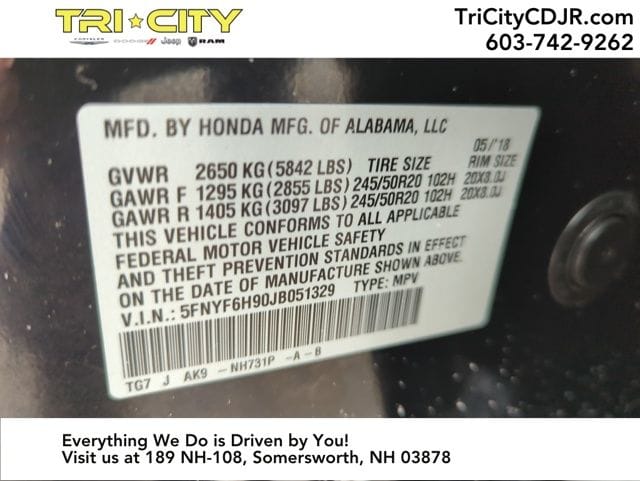 TRI★CITY
CHRYSLER DODGE Jeep RAM
TriCityCDJR.com
603-742-9262
MFD. BY HONDA MFG. OF ALABAMA, LLC 05/'18
GVWR 2650 KG(5842 LBS) TIRE SIZE RIM SIZE
GAWR F 1295 KG(2855 LBS)245/50R20 102H 20X8.0J
GAWR R 1405 KG(3097 LBS)245/50R20 102H 20X8.0J
THIS VEHICLE CONFORMS TO ALL APPLICABLE
FEDERAL MOTOR VEHICLE SAFETY
AND THEFT PREVENTION STANDARDS IN EFFECT
ON THE DATE OF MANUFACTURE SHOWN ABOVE.
V.I.N.: 5FNYF6H90JB051329 TYPE: MPV
TG7 J AK9 -NH731P -A-B
Everything We Do is Driven by You!
Visit us at 189 NH-108, Somersworth, NH 03878